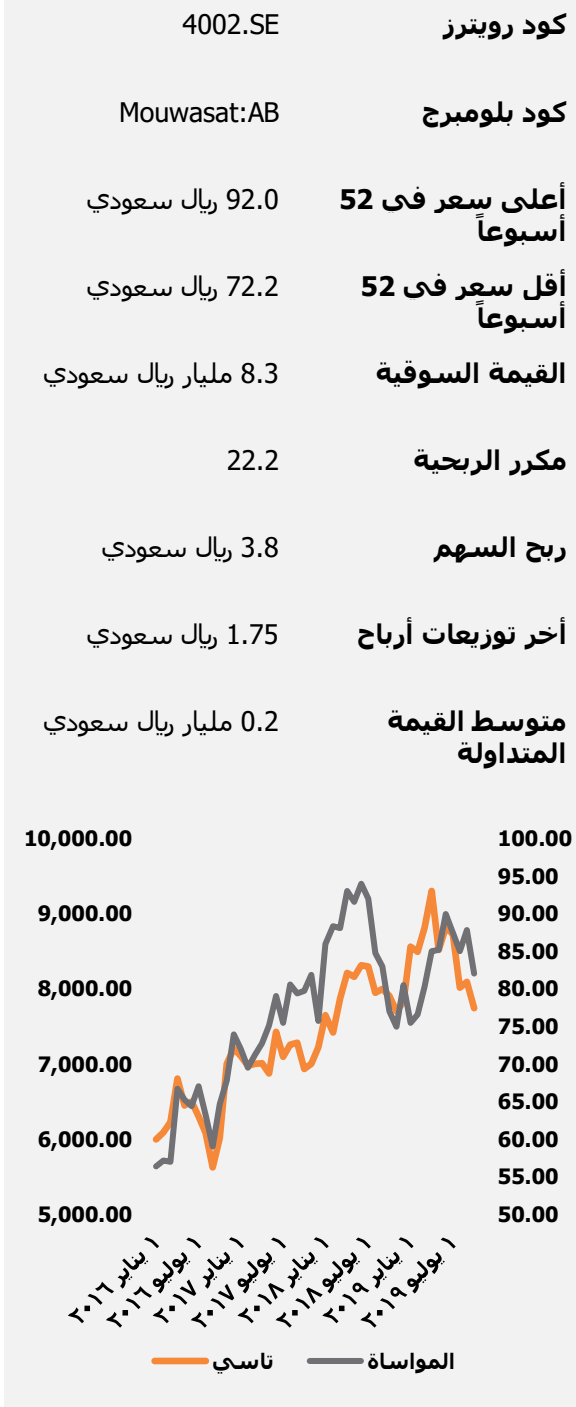 كود رويترز 4002.SE
كود بلومبرج Mouwasat:AB
أعلى سعر في 52 92.0 ريال سعودي
أسبوعاً
أقل سعر في 52 72.2 ريال سعودي
أسبوعاً
القيمة السوقية 8.3 مليار ريال سعودي
مكرر الربحية 22.2
ربح السهم 3.8 ريال سعودي
أخر توزيعات أرباح 1.75 ريال سعودي
متوسط القيمة 0.2 مليار ريال سعودي
المتداولة
10,000.00 100.00
95.00
9,000.00 90.00
85.00
8,000.00 80.00
75.00
7,000.00 70.00
65.00
6,000.00 60.00
55.00
5,000.00 50.00
١ يناير ٢٠١٦
١ يوليو ٢٠١٦
١ يناير ٢٠١٧
١ يوليو ٢٠١٧
١ يناير ٢٠١٨
١ يوليو ٢٠١٨
١ يناير ٢٠١٩
١ يوليو ٢٠١٩
المواساة تاسي